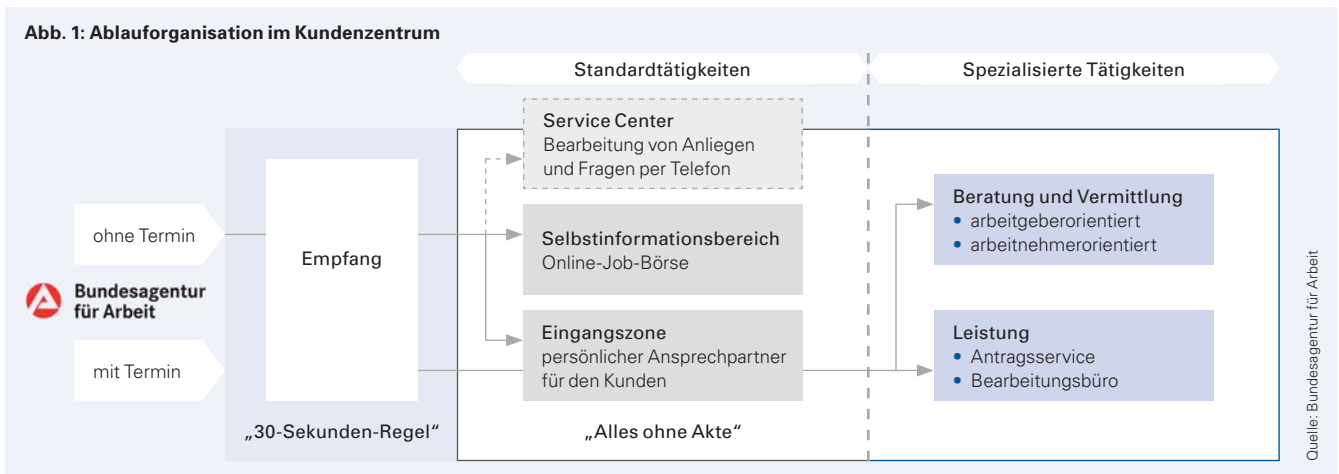 Abb. 1: Ablauforganisation im Kundenzentrum
Standardtätigkeiten
Spezialisierte Tätigkeiten
Service Center
Bearbeitung von Anliegen
und Fragen per Telefon
ohne Termin
Empfang
Selbstinformationsbereich
Online-Job-Börse
Beratung und Vermittlung
• arbeitgeberorientiert
• arbeitnehmerorientiert
Bundesagentur
für Arbeit
mit Termin
Eingangszone
persönlicher Ansprechpartner
für den Kunden
Leistung
• Antragsservice
• Bearbeitungsbüro
„30-Sekunden-Regel“
„Alles ohne Akte“
Quelle: Bundesagentur für Arbeit